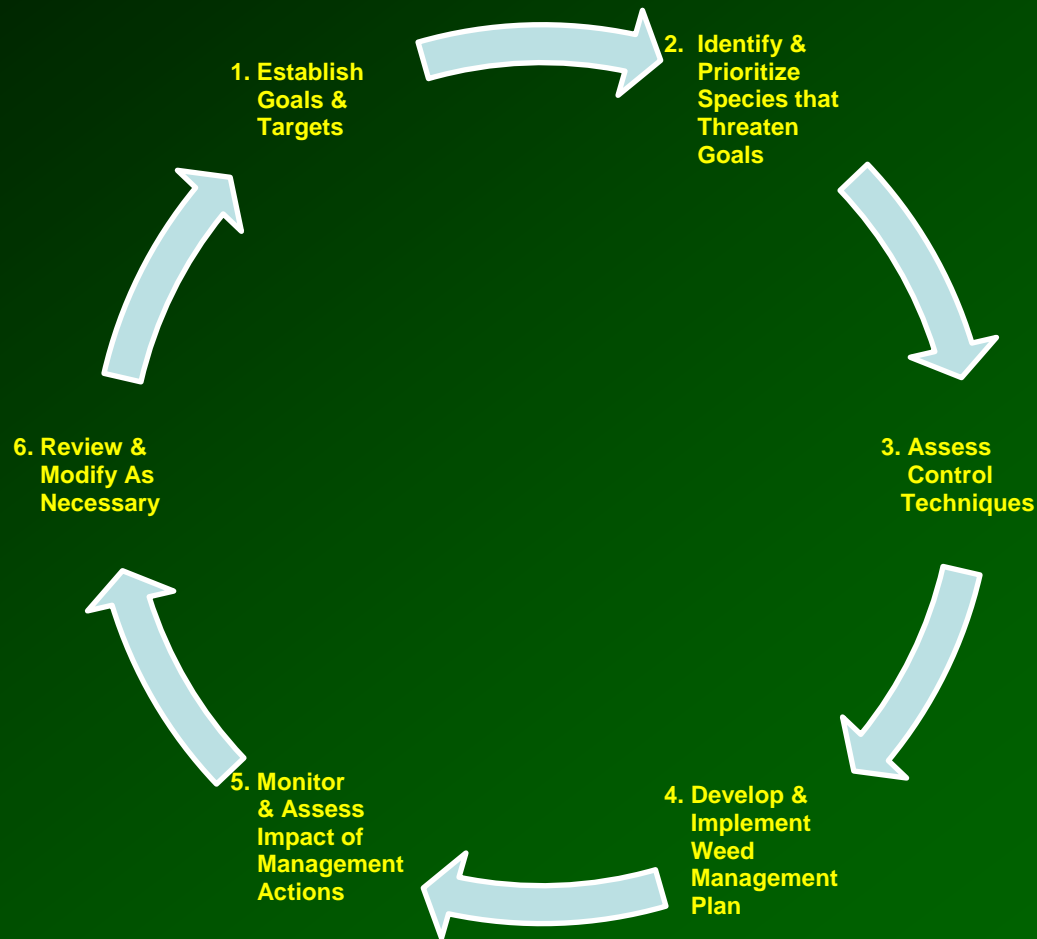 1. Establish
Goals &
Targets
2. Identify &
Prioritize
Species that
Threaten
Goals
3. Assess
Control
Techniques
4. Develop &
Implement
Weed
Management
Plan
5. Monitor
& Assess
Impact of
Management
Actions
6. Review &
Modify As
Necessary